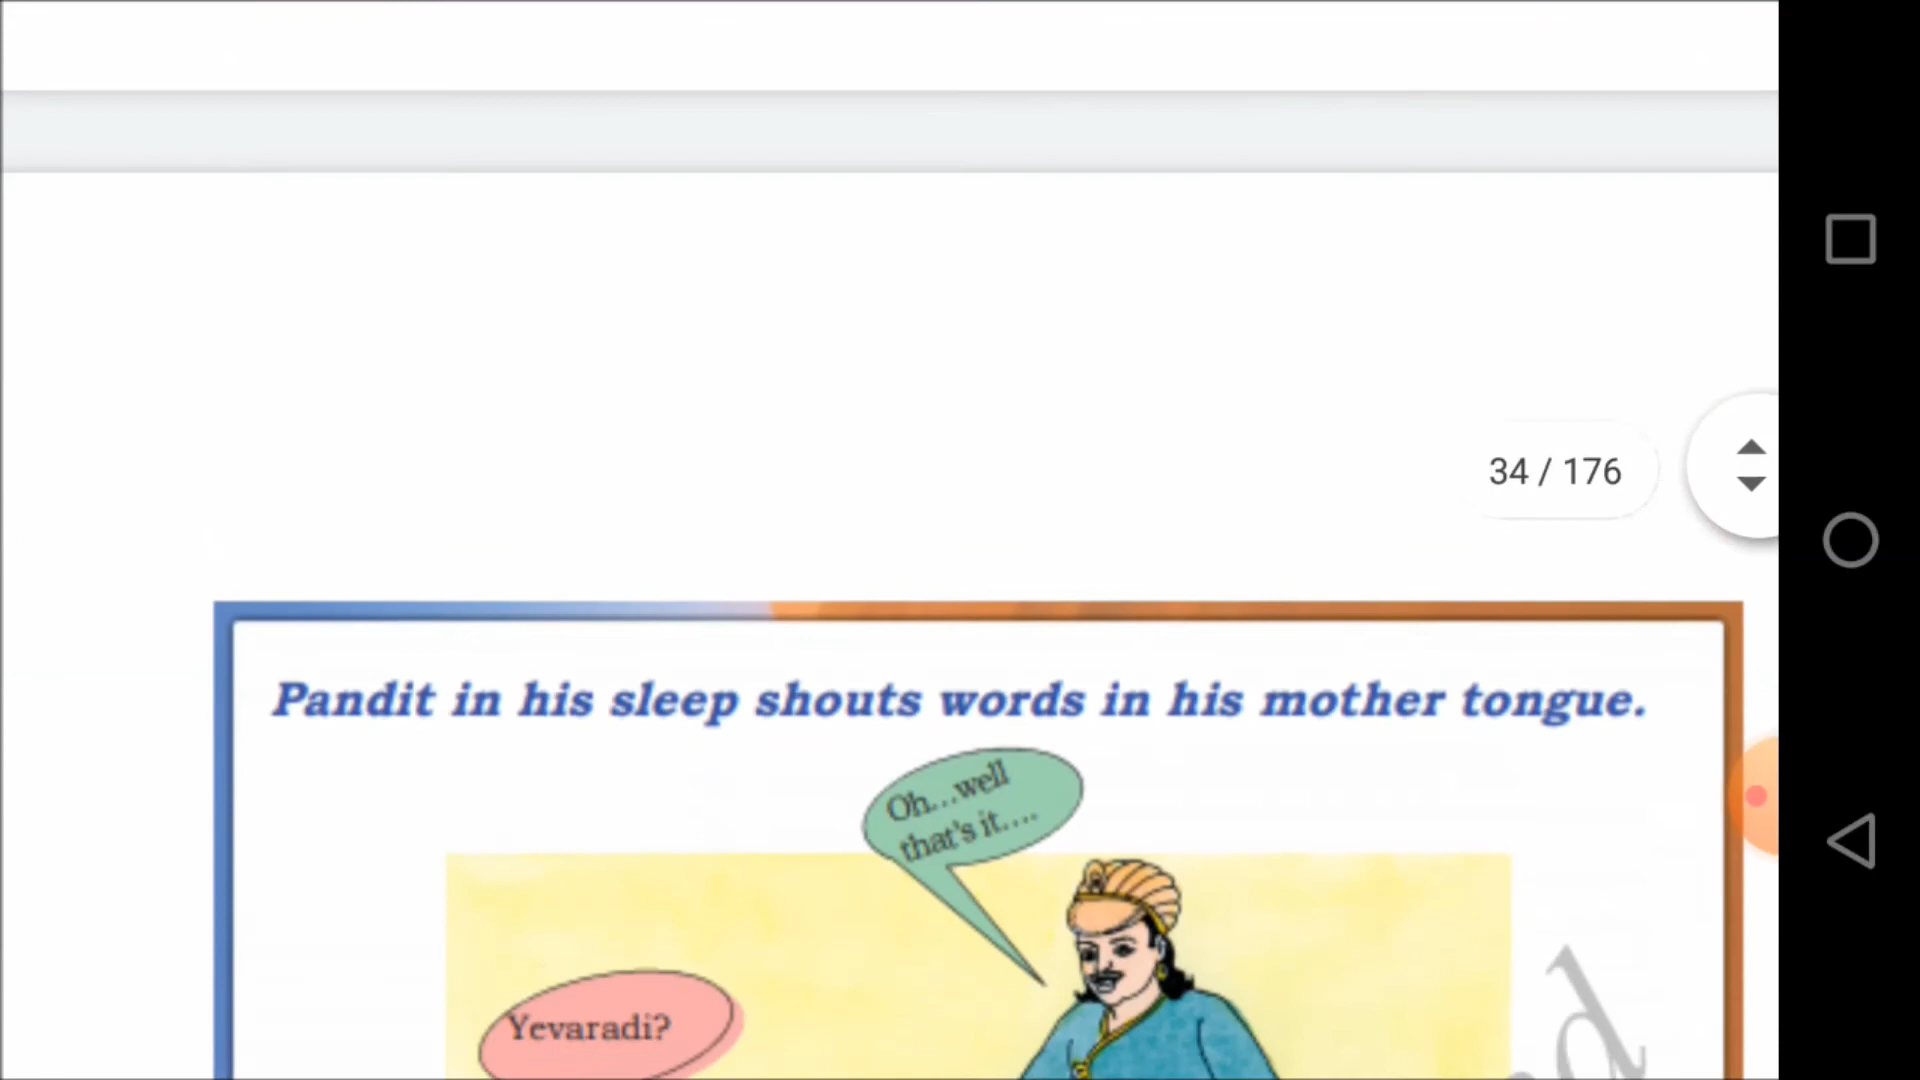 34 / 176
Pandit in his sleep shouts words in his mother tongue.
Oh...well
that's it....
Yevaradi?